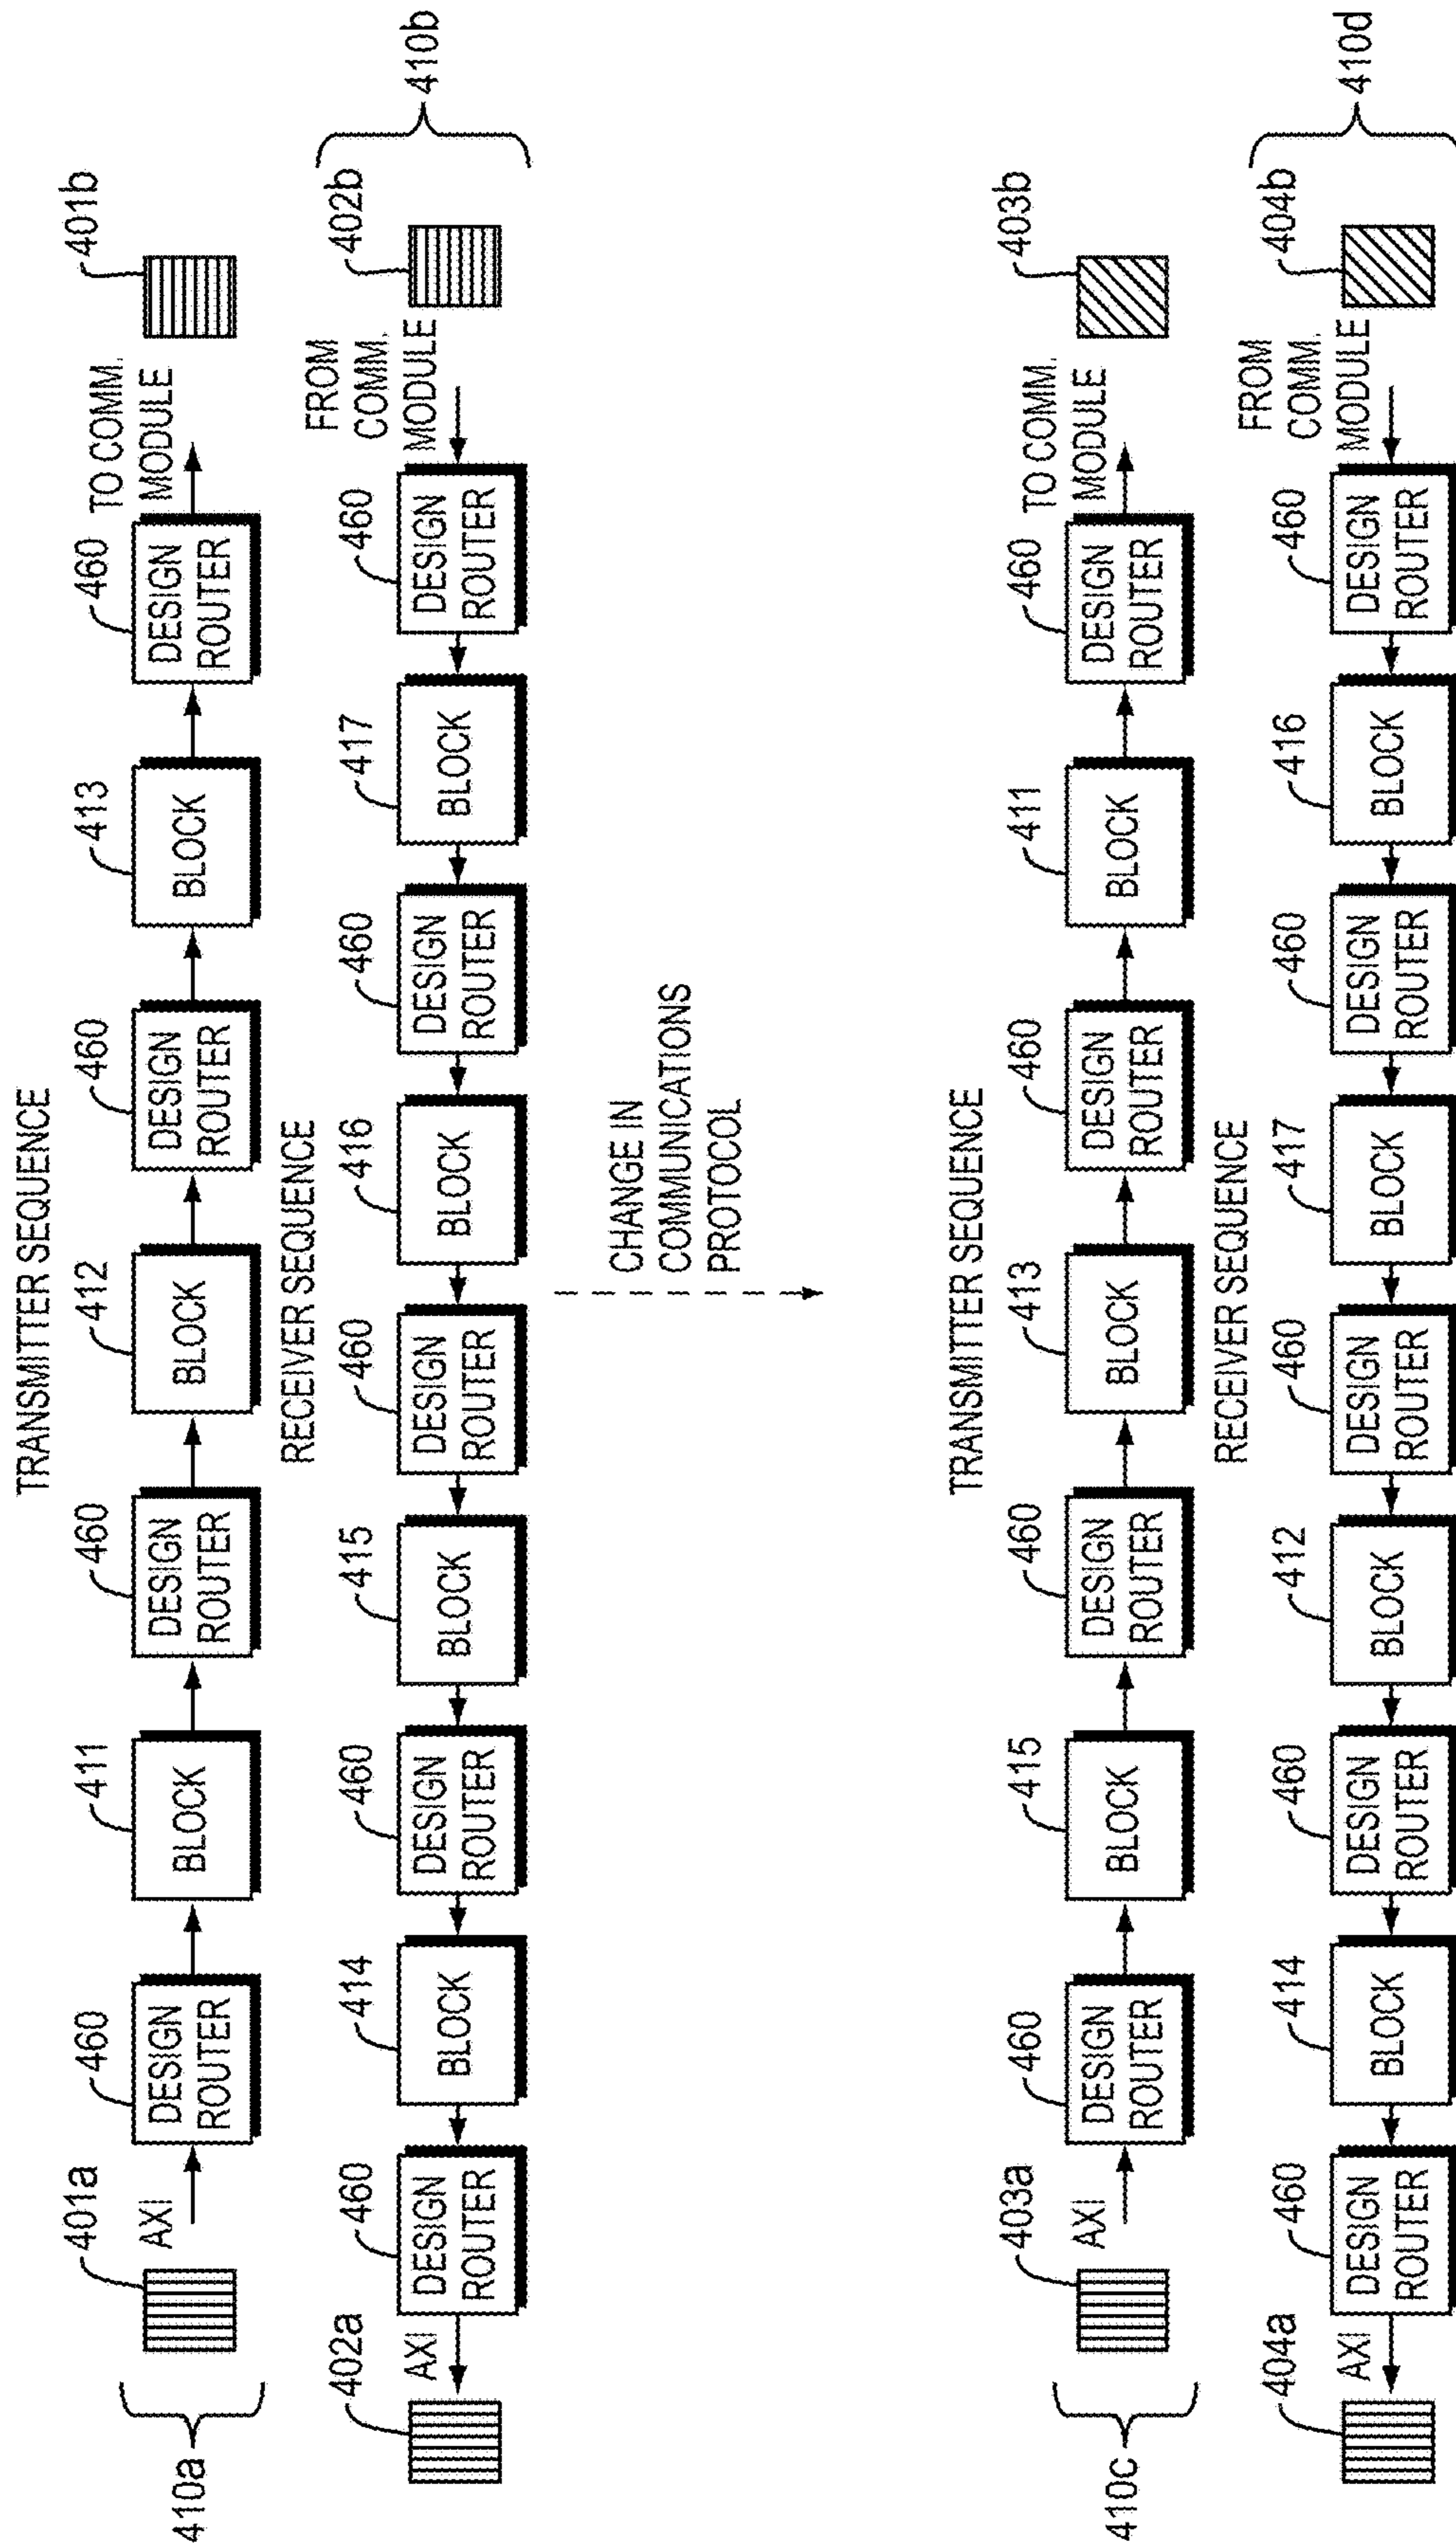 TRANSMITTER SEQUENCE
410a
401a
AXI
460
DESIGN
ROUTER
411
BLOCK
460
DESIGN
ROUTER
412
BLOCK
460
DESIGN
ROUTER
413
BLOCK
460
DESIGN
ROUTER
TO COMM.
MODULE
401b
RECEIVER SEQUENCE
402a
AXI
460
DESIGN
ROUTER
414
BLOCK
460
DESIGN
ROUTER
415
BLOCK
460
DESIGN
ROUTER
416
BLOCK
460
DESIGN
ROUTER
417
BLOCK
460
DESIGN
ROUTER
FROM
COMM.
MODULE
402b
410b
CHANGE IN
COMMUNICATIONS
PROTOCOL
TRANSMITTER SEQUENCE
410c
403a
AXI
460
DESIGN
ROUTER
415
BLOCK
460
DESIGN
ROUTER
413
BLOCK
460
DESIGN
ROUTER
411
BLOCK
460
DESIGN
ROUTER
TO COMM.
MODULE
403b
RECEIVER SEQUENCE
404a
AXI
460
DESIGN
ROUTER
414
BLOCK
460
DESIGN
ROUTER
412
BLOCK
460
DESIGN
ROUTER
417
BLOCK
460
DESIGN
ROUTER
416
BLOCK
460
DESIGN
ROUTER
FROM
COMM.
MODULE
404b
410d